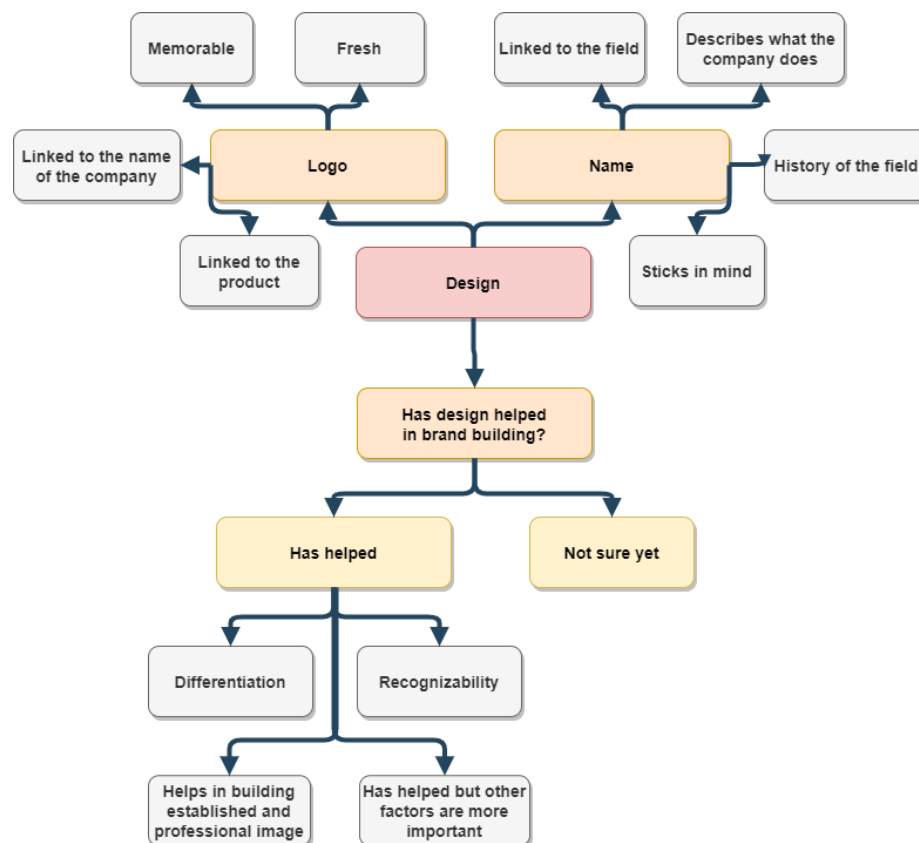 Memorable
Fresh
Linked to the field
Describes what the
company does
Linked to the name
of the company
Logo
Name
History of the field
Linked to the
product
Design
Sticks in mind
Has design helped
in brand building?
Has helped
Not sure yet
Differentiation
Recognizability
Helps in building
established and
professional image
Has helped but other
factors are more
important